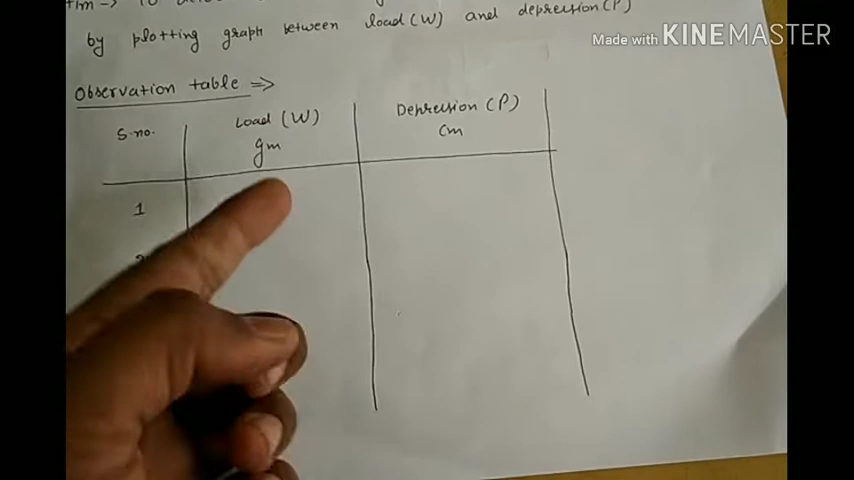 by plotting graph between load (W) and depression (P)
Made with KINEMASTER
Observation table =>
S.no.
Load (W)
gm
Depression (P)
cm
1